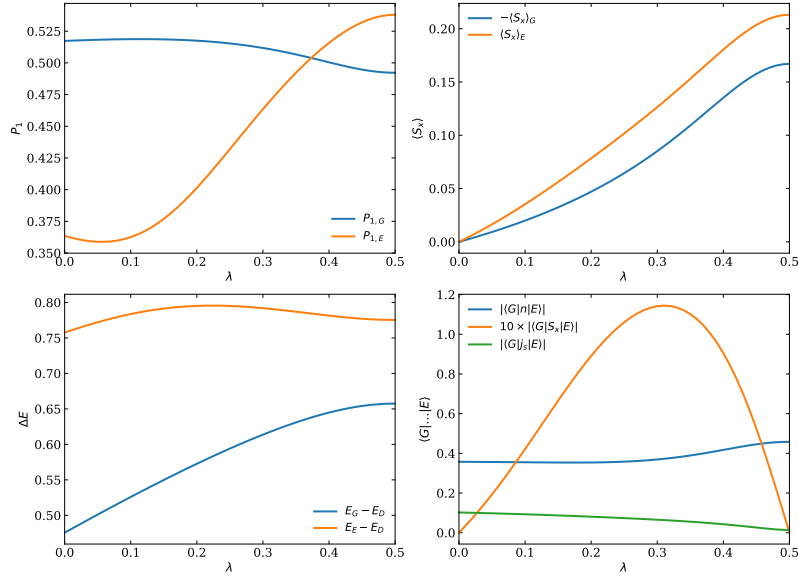 0.525
0.500
0.475
0.450
0.425
0.400
0.375
0.350
P₁
P₁,G
P₁,E
0.0 0.1 0.2 0.3 0.4 0.5
λ
0.20
0.15
0.10
0.05
0.00
⟨Sₓ⟩
−⟨Sₓ⟩G
⟨Sₓ⟩E
0.0 0.1 0.2 0.3 0.4 0.5
λ
0.80
0.75
0.70
0.65
0.60
0.55
0.50
ΔE
E_G − E_D
E_E − E_D
0.0 0.1 0.2 0.3 0.4 0.5
λ
1.2
1.0
0.8
0.6
0.4
0.2
0.0
⟨G|...|E⟩
|⟨G|n|E⟩|
10 × |⟨G|Sₓ|E⟩|
|⟨G|jₛ|E⟩|
0.0 0.1 0.2 0.3 0.4 0.5
λ